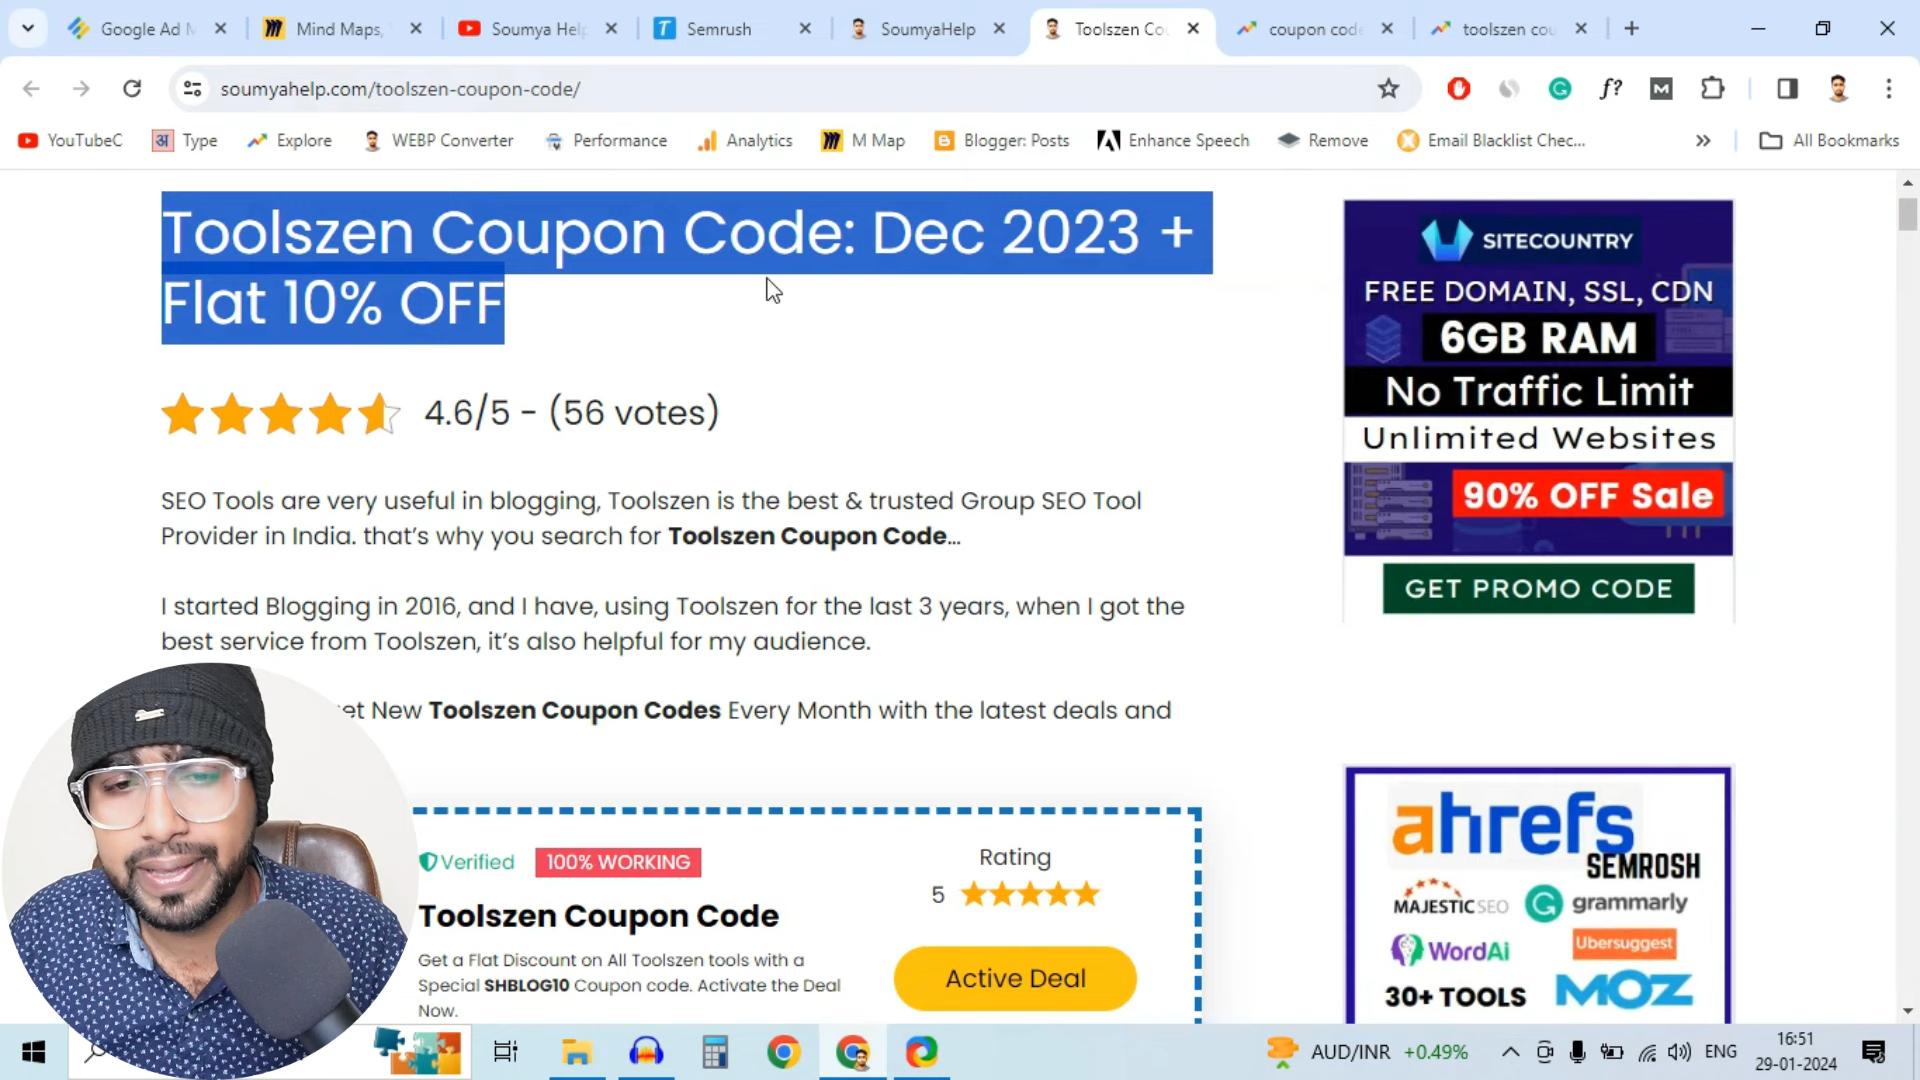 Google Ad M
Mind Maps,
Soumya Hel
Semrush
SoumyaHelp
Toolszen Co
coupon code
toolszen cou
soumyahelp.com/toolszen-coupon-code/
f?
M
YouTubeC
अ Type
Explore
WEBP Converter
Performance
Analytics
M Map
Blogger: Posts
Enhance Speech
Remove
Email Blacklist Chec...
All Bookmarks
Toolszen Coupon Code: Dec 2023 +
Flat 10% OFF
4.6/5 - (56 votes)
SEO Tools are very useful in blogging, Toolszen is the best & trusted Group SEO Tool
Provider in India. that's why you search for Toolszen Coupon Code...
I started Blogging in 2016, and I have, using Toolszen for the last 3 years, when I got the
best service from Toolszen, it's also helpful for my audience.
et New Toolszen Coupon Codes Every Month with the latest deals and
Verified
100% WORKING
Toolszen Coupon Code
Get a Flat Discount on All Toolszen tools with a
Special SHBLOG10 Coupon code. Activate the Deal
Now.
Rating
5
Active Deal
SITECOUNTRY
FREE DOMAIN, SSL, CDN
6GB RAM
No Traffic Limit
Unlimited Websites
90% OFF Sale
GET PROMO CODE
ahrefs
SEMROSH
MAJESTIC SEO
grammarly
WordAi
Ubersuggest
30+ TOOLS
MOZ
AUD/INR +0.49%
ENG
16:51
29-01-2024